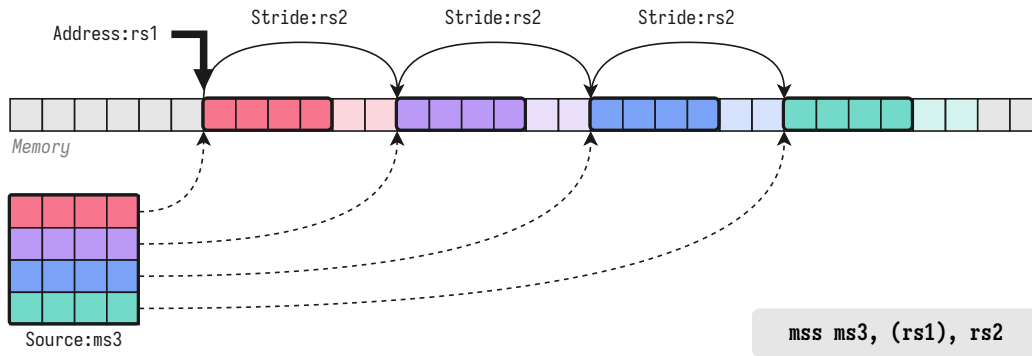 Stride:rs2
Stride:rs2
Stride:rs2
Address:rs1
Memory
Source:ms3
mss ms3, (rs1), rs2